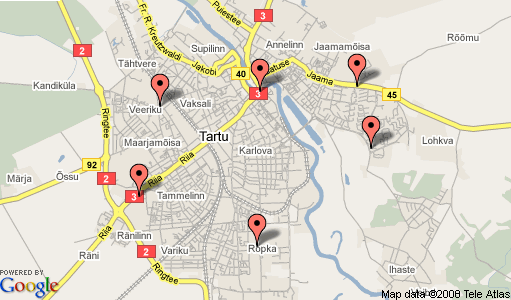 Puiestee
Fr. R. Kreutzwaldi
3
Rõõmu
Supilinn
Annelinn
Jaamamõisa
2
Tähtvere
Jakobi
40
Jaama
Kandiküla
Ringtee
3
45
Veeriku
Vaksali
Tartu
Maarjamõisa
Karlova
Lohkva
92
Õssu
Märja
2
Riia
3
Tammelinn
Riia
Ränilinn
Räni
Variku
2
Ropka
Ringtee
Ihaste
POWERED BY
Google
Map data ©2008 Tele Atlas